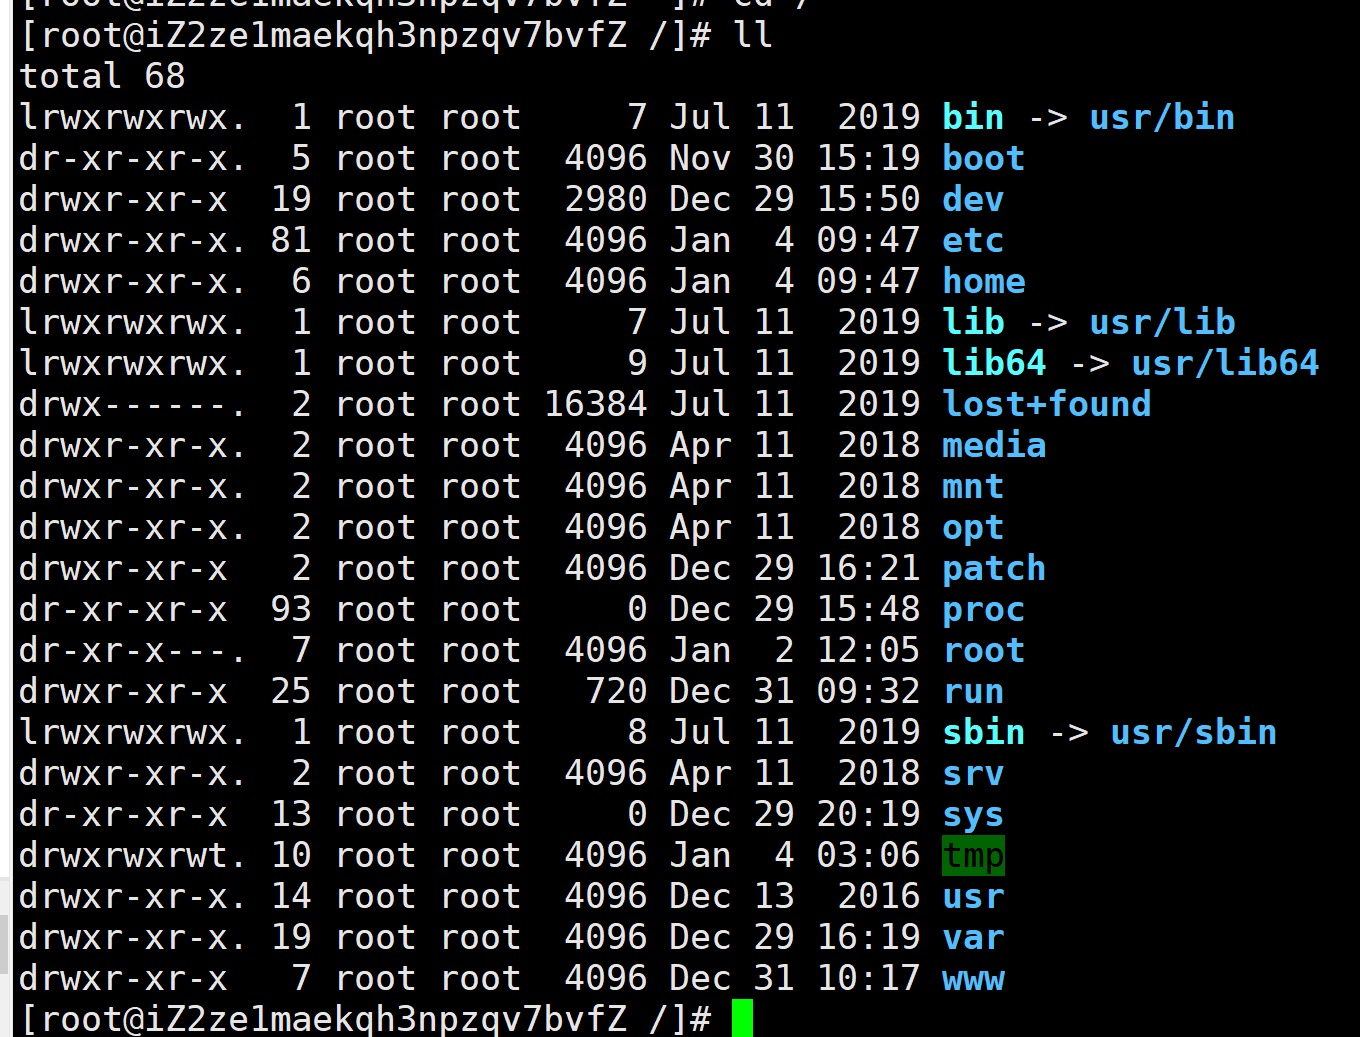 [root@iZ2ze1maekqh3npzqv7bvfZ ~]# cd /
[root@iZ2ze1maekqh3npzqv7bvfZ /]# ll
total 68
lrwxrwxrwx.  1 root root     7 Jul 11  2019 bin -> usr/bin
dr-xr-xr-x.  5 root root  4096 Nov 30 15:19 boot
drwxr-xr-x  19 root root  2980 Dec 29 15:50 dev
drwxr-xr-x. 81 root root  4096 Jan  4 09:47 etc
drwxr-xr-x.  6 root root  4096 Jan  4 09:47 home
lrwxrwxrwx.  1 root root     7 Jul 11  2019 lib -> usr/lib
lrwxrwxrwx.  1 root root     9 Jul 11  2019 lib64 -> usr/lib64
drwx------.  2 root root 16384 Jul 11  2019 lost+found
drwxr-xr-x.  2 root root  4096 Apr 11  2018 media
drwxr-xr-x.  2 root root  4096 Apr 11  2018 mnt
drwxr-xr-x.  2 root root  4096 Apr 11  2018 opt
drwxr-xr-x   2 root root  4096 Dec 29 16:21 patch
dr-xr-xr-x  93 root root     0 Dec 29 15:48 proc
dr-xr-x---.  7 root root  4096 Jan  2 12:05 root
drwxr-xr-x  25 root root   720 Dec 31 09:32 run
lrwxrwxrwx.  1 root root     8 Jul 11  2019 sbin -> usr/sbin
drwxr-xr-x.  2 root root  4096 Apr 11  2018 srv
dr-xr-xr-x  13 root root     0 Dec 29 20:19 sys
drwxrwxrwt. 10 root root  4096 Jan  4 03:06 tmp
drwxr-xr-x. 14 root root  4096 Dec 13  2016 usr
drwxr-xr-x. 19 root root  4096 Dec 29 16:19 var
drwxr-xr-x   7 root root  4096 Dec 31 10:17 www
[root@iZ2ze1maekqh3npzqv7bvfZ /]#